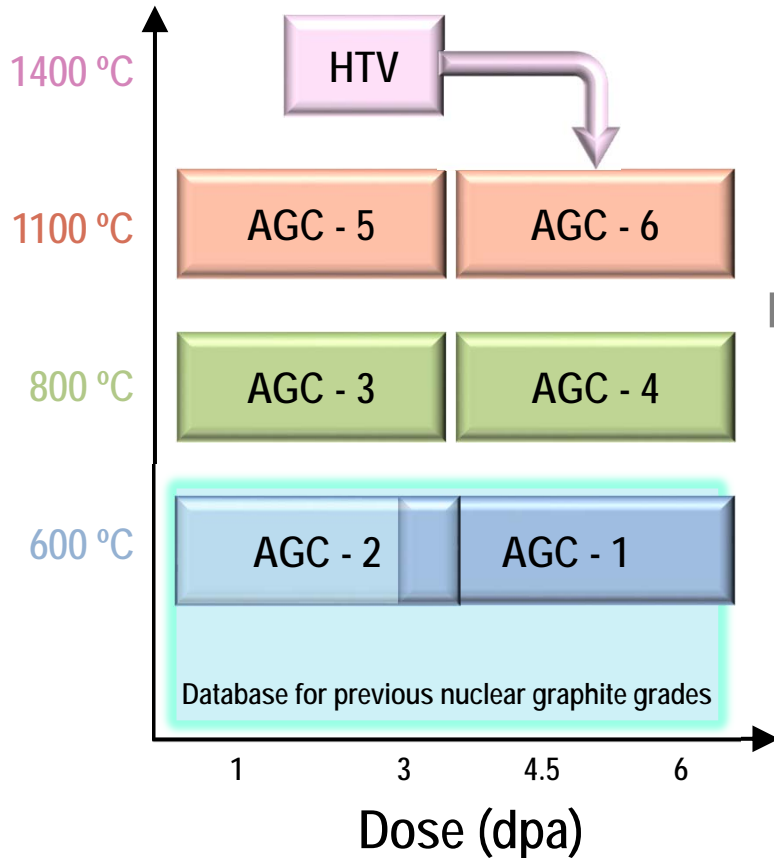 1400 ºC
HTV
1100 ºC
AGC - 5
AGC - 6
800 ºC
AGC - 3
AGC - 4
600 ºC
AGC - 2
AGC - 1
Database for previous nuclear graphite grades
1
3
4.5
6
Dose (dpa)